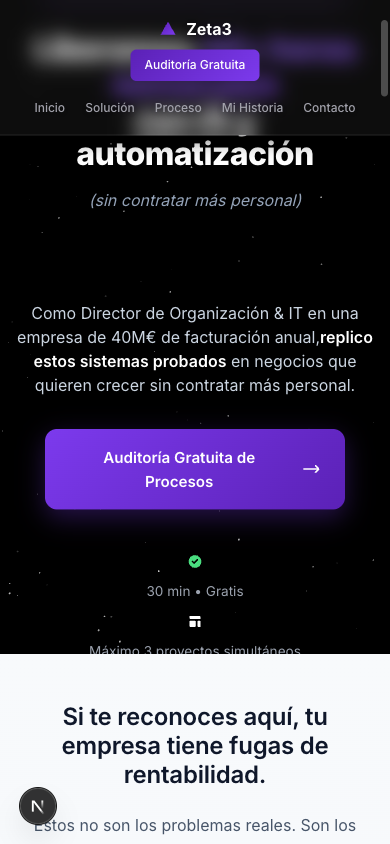 Zeta3
Auditoría Gratuita
Inicio Solución Proceso Mi Historia Contacto
automatización
(sin contratar más personal)
Como Director de Organización & IT en una
empresa de 40M€ de facturación anual,replico
estos sistemas probados en negocios que
quieren crecer sin contratar más personal.
Auditoría Gratuita de
Procesos
30 min • Gratis
Máximo 3 proyectos simultáneos
Si te reconoces aquí, tu
empresa tiene fugas de
rentabilidad.
Estos no son los problemas reales. Son los
N